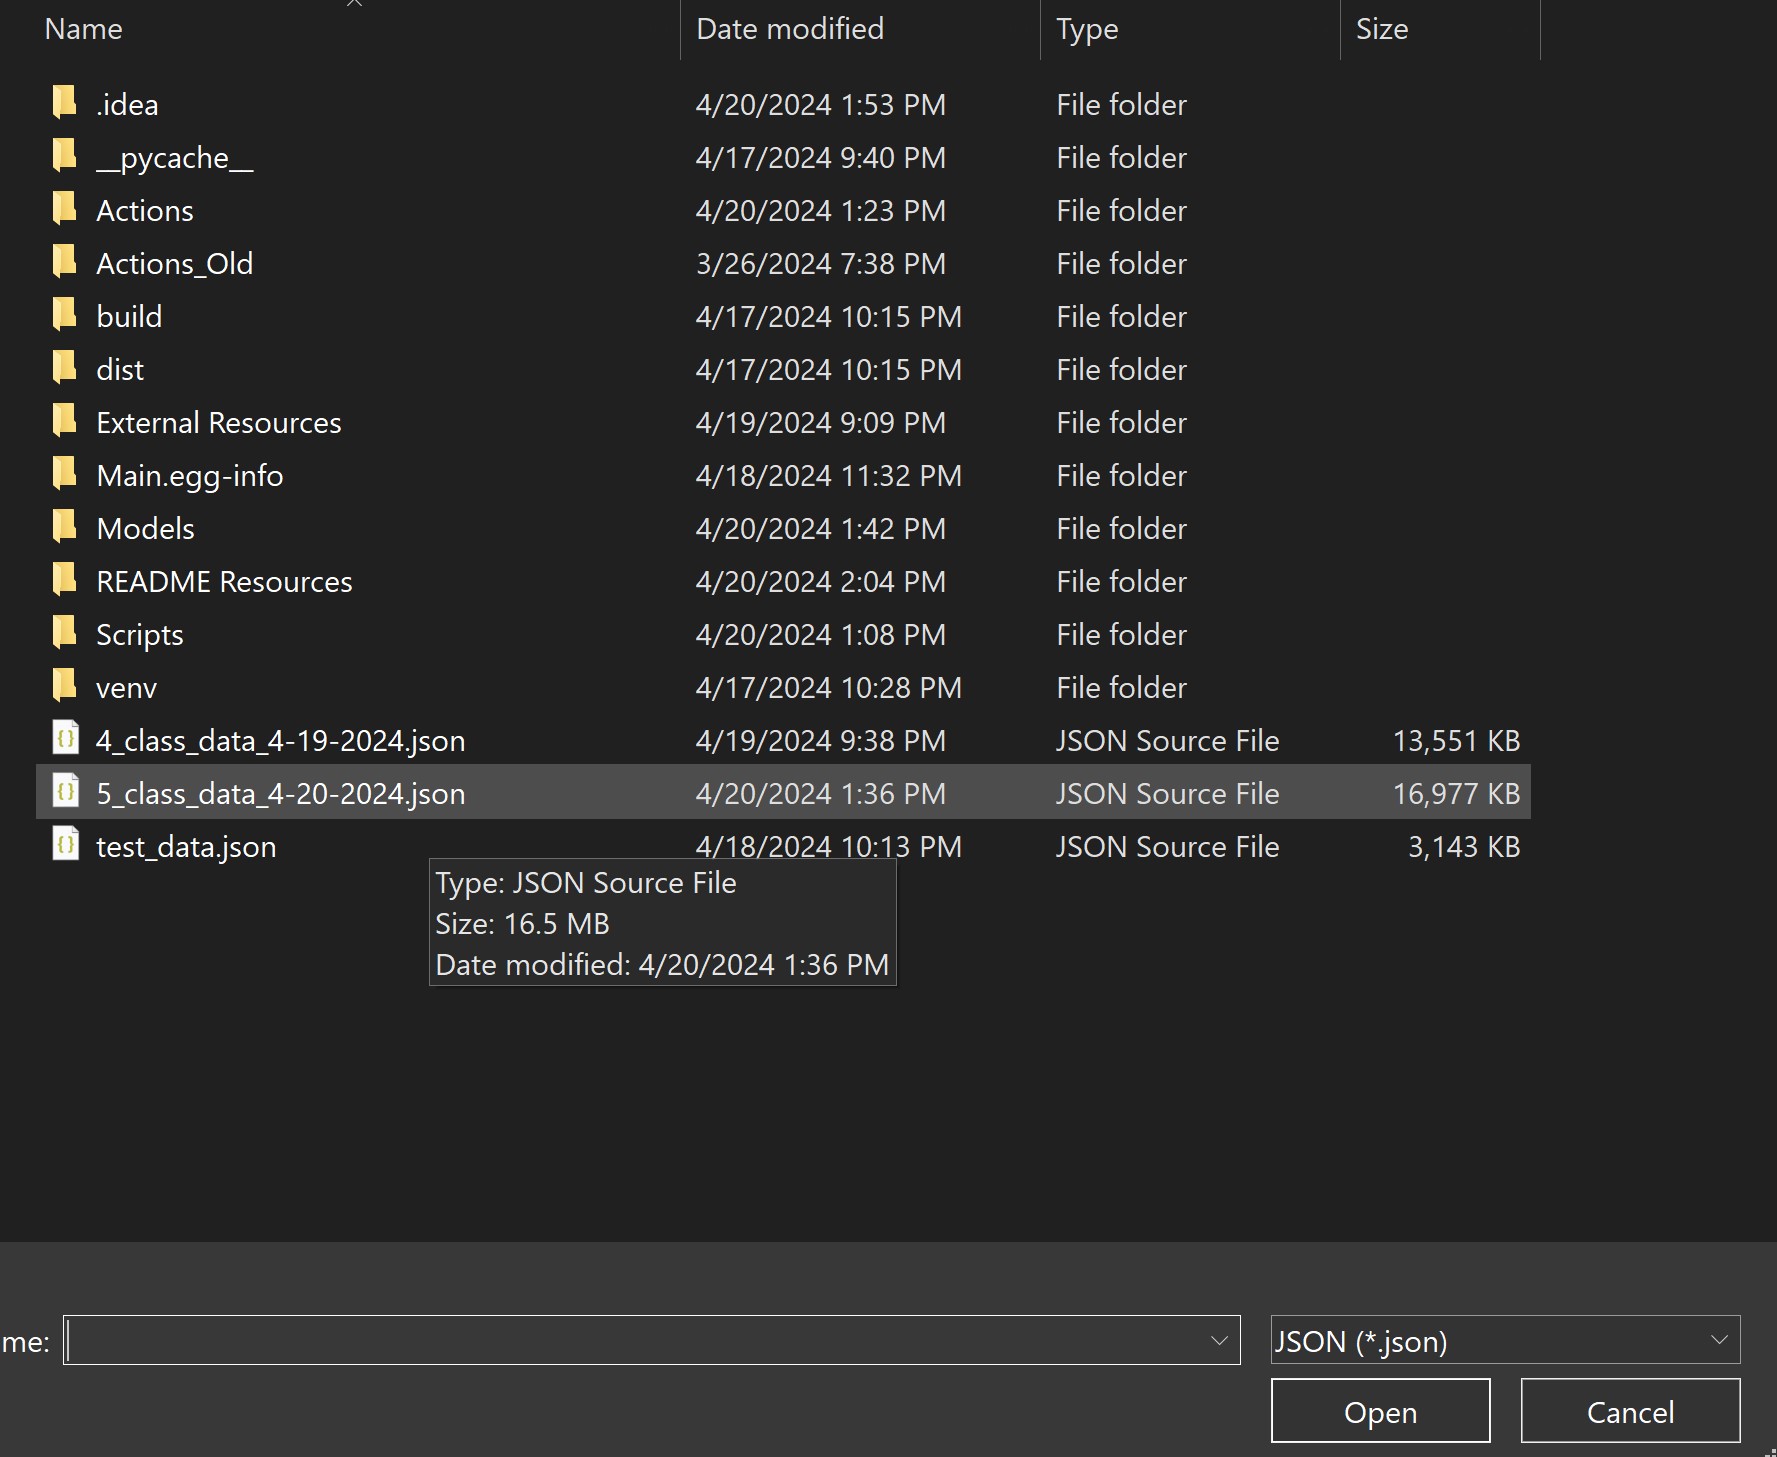 Name Date modified Type Size
.idea 4/20/2024 1:53 PM File folder
__pycache__ 4/17/2024 9:40 PM File folder
Actions 4/20/2024 1:23 PM File folder
Actions_Old 3/26/2024 7:38 PM File folder
build 4/17/2024 10:15 PM File folder
dist 4/17/2024 10:15 PM File folder
External Resources 4/19/2024 9:09 PM File folder
Main.egg-info 4/18/2024 11:32 PM File folder
Models 4/20/2024 1:42 PM File folder
README Resources 4/20/2024 2:04 PM File folder
Scripts 4/20/2024 1:08 PM File folder
venv 4/17/2024 10:28 PM File folder
4_class_data_4-19-2024.json 4/19/2024 9:38 PM JSON Source File 13,551 KB
5_class_data_4-20-2024.json 4/20/2024 1:36 PM JSON Source File 16,977 KB
test_data.json 4/18/2024 10:13 PM JSON Source File 3,143 KB
Type: JSON Source File
Size: 16.5 MB
Date modified: 4/20/2024 1:36 PM
me: JSON (*.json)
Open Cancel